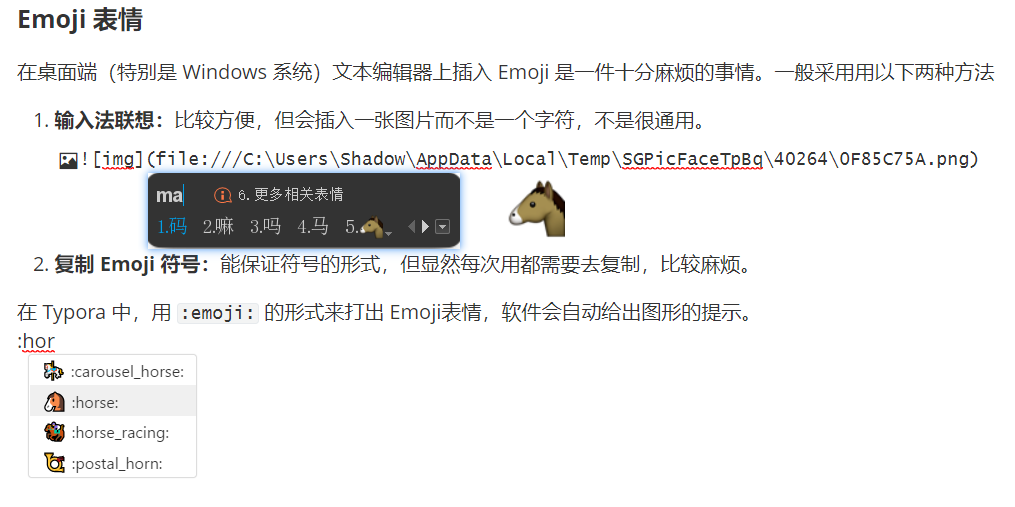 Emoji 表情
在桌面端（特别是 Windows 系统）文本编辑器上插入 Emoji 是一件十分麻烦的事情。一般采用用以下两种方法
1. 输入法联想：比较方便，但会插入一张图片而不是一个字符，不是很通用。
![img](file:///C:\Users\Shadow\AppData\Local\Temp\SGPicFaceTpBq\40264\0F85C75A.png)
ma 6. 更多相关表情
1.码 2.嘛 3.吗 4.马 5.
2. 复制 Emoji 符号：能保证符号的形式，但显然每次用都需要去复制，比较麻烦。
在 Typora 中，用 :emoji: 的形式来打出 Emoji表情，软件会自动给出图形的提示。
:hor
:carousel_horse:
:horse:
:horse_racing:
:postal_horn: